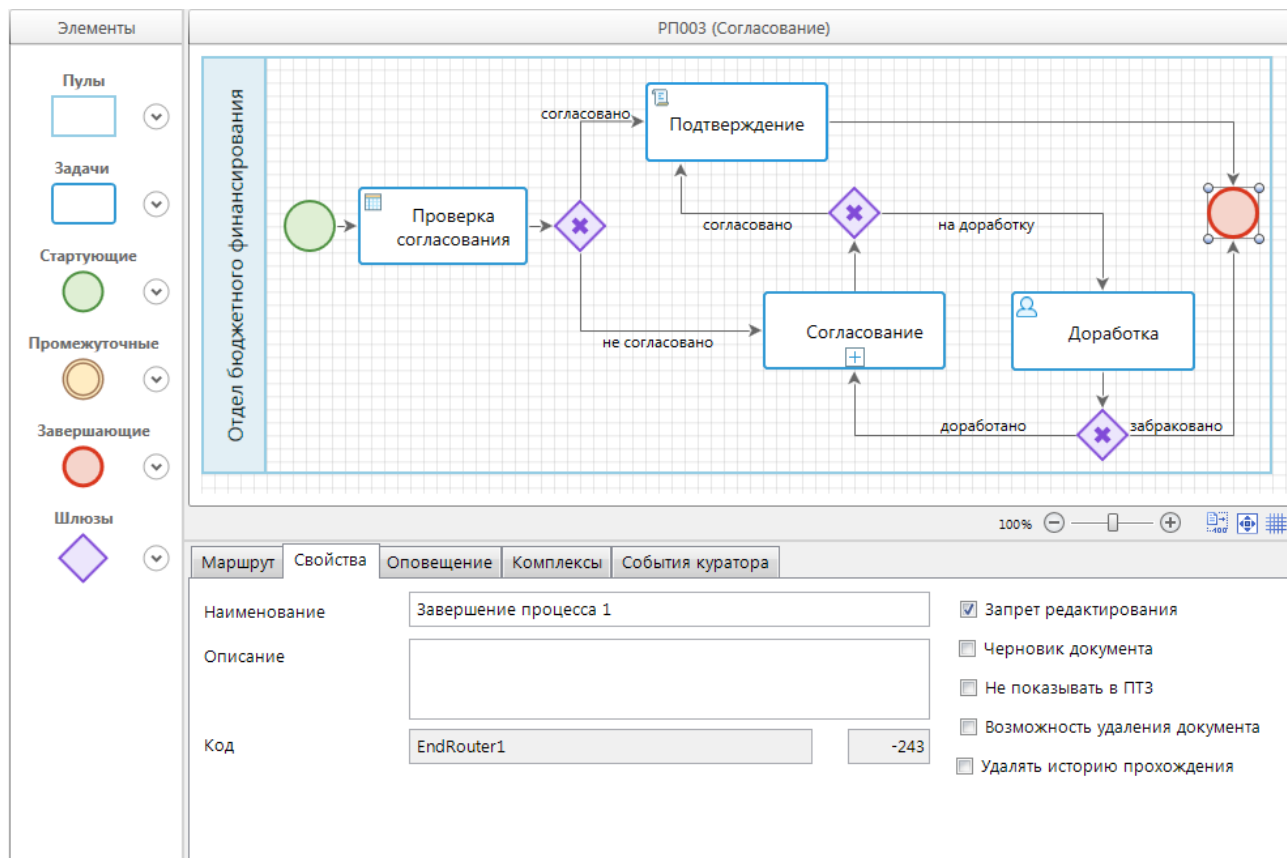 Элементы
Пулы
Задачи
Стартующие
Промежуточные
Завершающие
Шлюзы
РП003 (Согласование)
Отдел бюджетного финансирования
Проверка
согласования
согласовано
Подтверждение
не согласовано
согласовано
на доработку
Согласование
Доработка
доработано
забраковано
100%
Маршрут
Свойства
Оповещение
Комплексы
События куратора
Наименование
Завершение процесса 1
Описание
Код
EndRouter1
-243
Запрет редактирования
Черновик документа
Не показывать в ПТЗ
Возможность удаления документа
Удалять историю прохождения